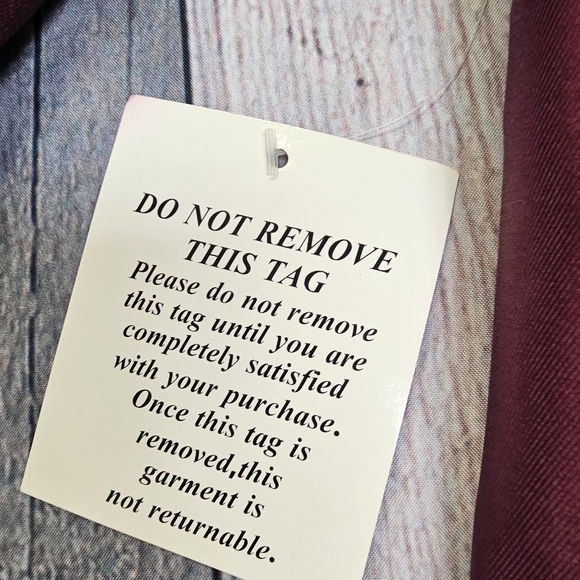 DO NOT REMOVE
THIS TAG
Please do not remove
this tag until you are
completely satisfied
with your purchase.
Once this tag is
removed,this
garment is
not returnable.